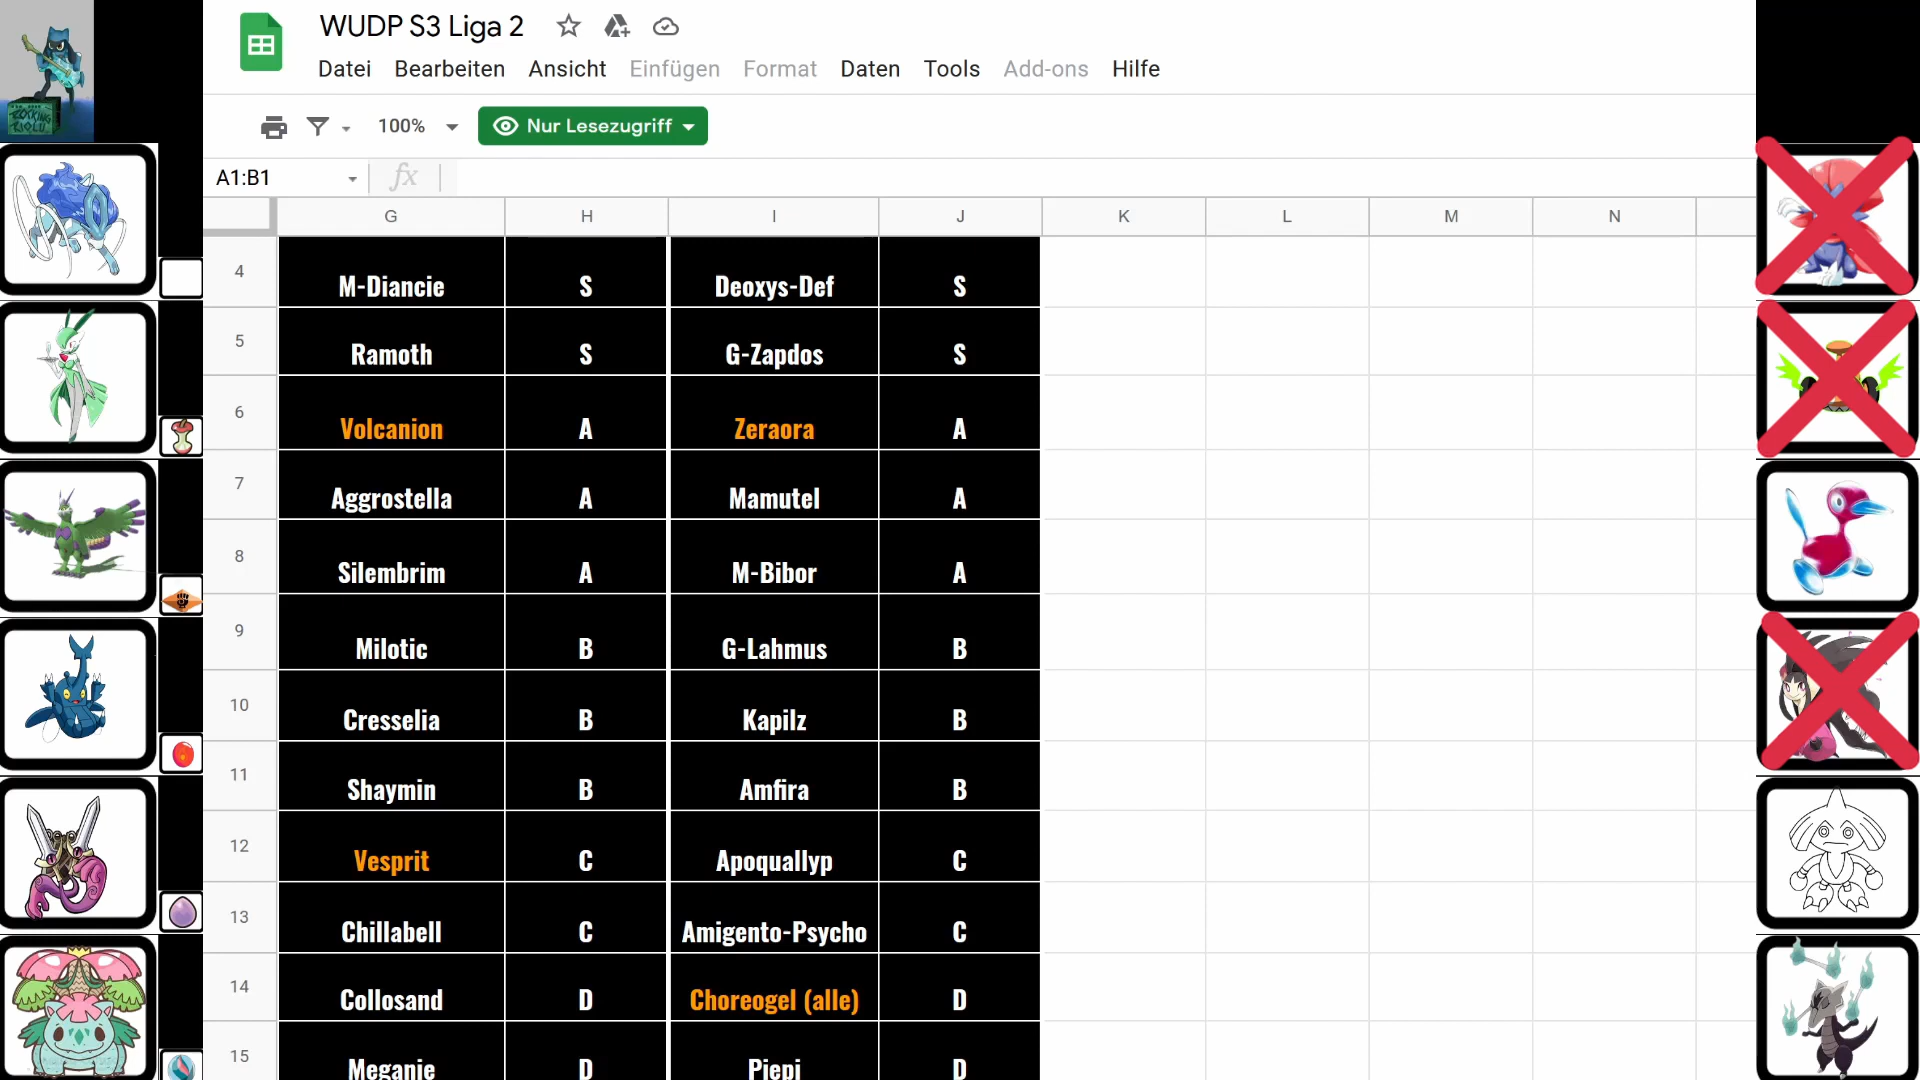 WUDP S3 Liga 2
Datei Bearbeiten Ansicht Einfügen Format Daten Tools Add-ons Hilfe
100% Nur Lesezugriff
A1:B1 fx
G H I J K L M N
4 M-Diancie S Deoxys-Def S
5 Ramoth S G-Zapdos S
6 Volcanion A Zeraora A
7 Aggrostella A Mamutel A
8 Silembrim A M-Bibor A
9 Milotic B G-Lahmus B
10 Cresselia B Kapilz B
11 Shaymin B Amfira B
12 Vesprit C Apoquallyp C
13 Chillabell C Amigento-Psycho C
14 Collosand D Choreogel (alle) D
15 Meganie D Piepi D
ROCKING
RIOLU